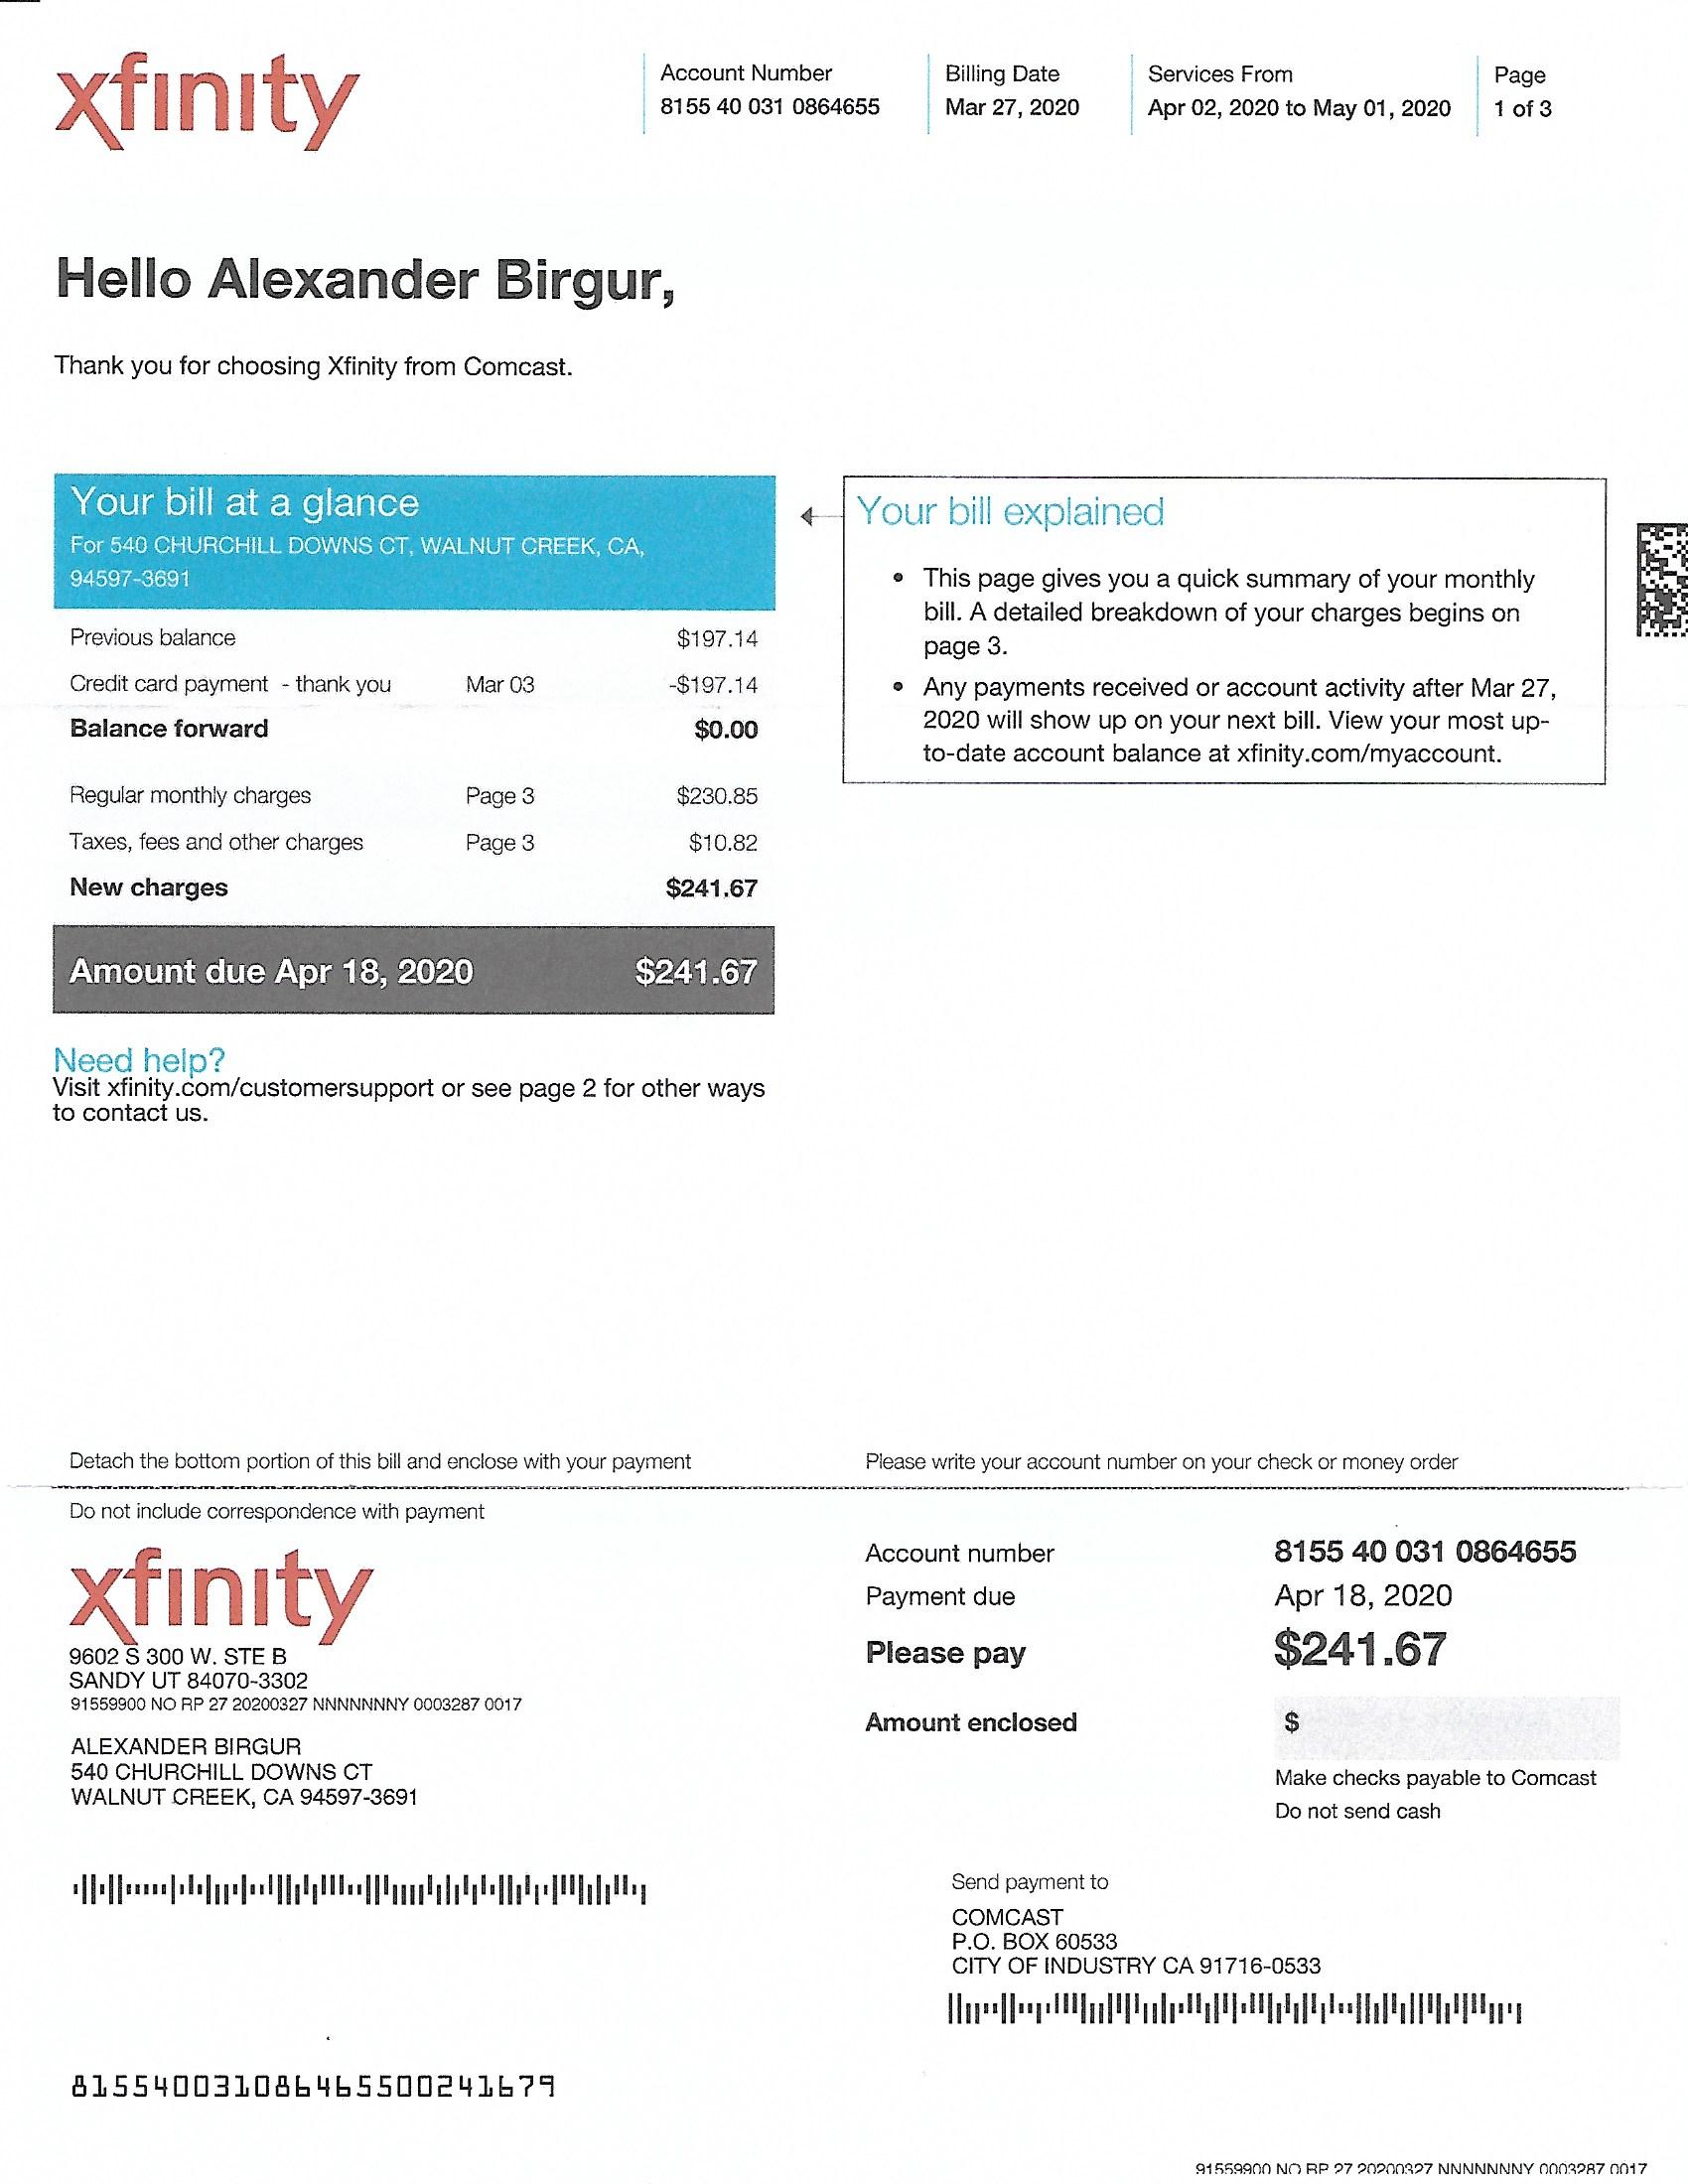 xfinity
Account Number
8155 40 031 0864655
Billing Date
Mar 27, 2020
Services From
Apr 02, 2020 to May 01, 2020
Page
1 of 3
Hello Alexander Birgur,
Thank you for choosing Xfinity from Comcast.
Your bill at a glance
For 540 CHURCHILL DOWNS CT, WALNUT CREEK, CA,
94597-3691
Previous balance $197.14
Credit card payment - thank you Mar 03 -$197.14
Balance forward $0.00
Regular monthly charges Page 3 $230.85
Taxes, fees and other charges Page 3 $10.82
New charges $241.67
Amount due Apr 18, 2020 $241.67
Need help?
Visit xfinity.com/customersupport or see page 2 for other ways
to contact us.
Your bill explained
• This page gives you a quick summary of your monthly
bill. A detailed breakdown of your charges begins on
page 3.
• Any payments received or account activity after Mar 27,
2020 will show up on your next bill. View your most up-
to-date account balance at xfinity.com/myaccount.
Detach the bottom portion of this bill and enclose with your payment
Please write your account number on your check or money order
Do not include correspondence with payment
xfinity
9602 S 300 W. STE B
SANDY UT 84070-3302
91559900 NO RP 27 20200327 NNNNNNNY 0003287 0017
ALEXANDER BIRGUR
540 CHURCHILL DOWNS CT
WALNUT CREEK, CA 94597-3691
Account number 8155 40 031 0864655
Payment due Apr 18, 2020
Please pay $241.67
Amount enclosed $
Make checks payable to Comcast
Do not send cash
Send payment to
COMCAST
P.O. BOX 60533
CITY OF INDUSTRY CA 91716-0533
815540031086465500241679
91559900 NO RP 27 20200327 NNNNNNNY 0003287 0017